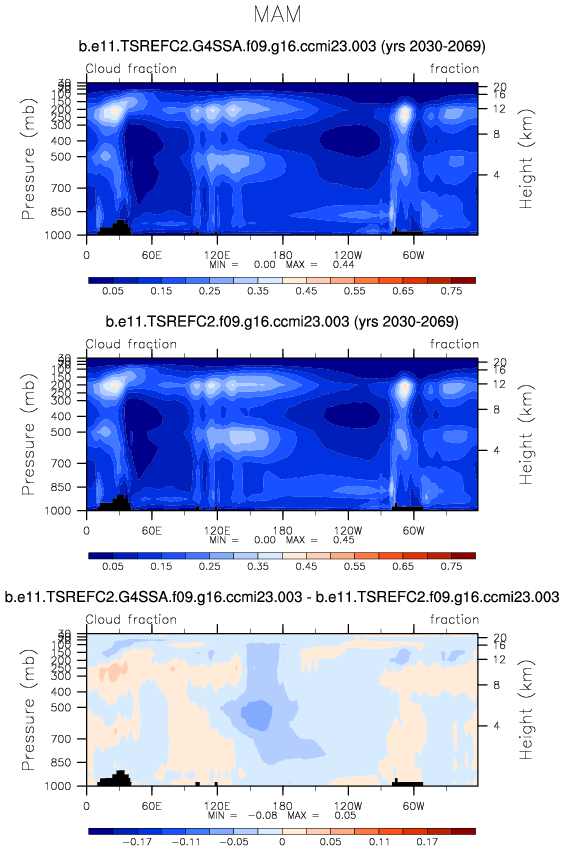 MAM
b.e11.TSREFC2.G4SSA.f09.g16.ccmi23.003 (yrs 2030-2069)
Cloud fraction fraction
Pressure (mb)
100
150
200
250
300
400
500
700
850
1000
20
16
12
8
4
Height (km)
0 60E 120E 180 120W 60W
MIN = 0.00 MAX = 0.44
0.05 0.15 0.25 0.35 0.45 0.55 0.65 0.75
b.e11.TSREFC2.f09.g16.ccmi23.003 (yrs 2030-2069)
Cloud fraction fraction
Pressure (mb)
100
150
200
250
300
400
500
700
850
1000
20
16
12
8
4
Height (km)
0 60E 120E 180 120W 60W
MIN = 0.00 MAX = 0.45
0.05 0.15 0.25 0.35 0.45 0.55 0.65 0.75
b.e11.TSREFC2.G4SSA.f09.g16.ccmi23.003 - b.e11.TSREFC2.f09.g16.ccmi23.003
Cloud fraction fraction
Pressure (mb)
100
150
200
250
300
400
500
700
850
1000
20
16
12
8
4
Height (km)
0 60E 120E 180 120W 60W
MIN = −0.08 MAX = 0.05
−0.17 −0.11 −0.05 0 0.05 0.11 0.17